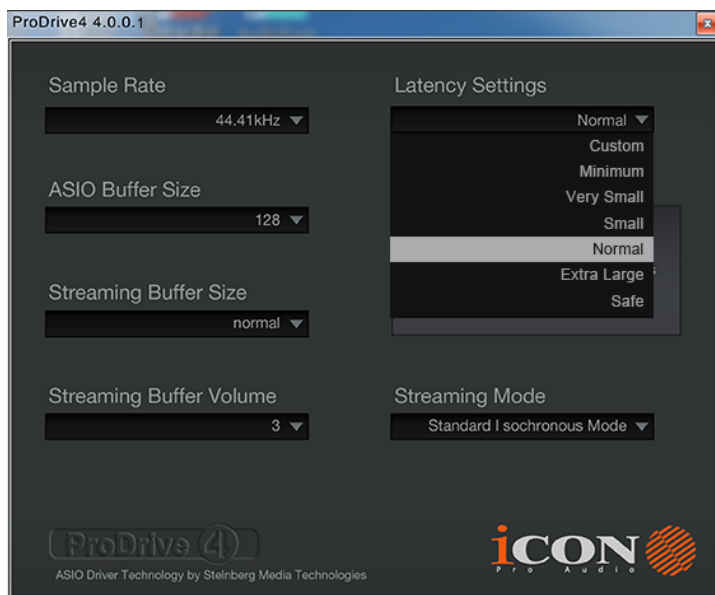 ProDrive4 4.0.0.1
Sample Rate
44.41kHz
ASIO Buffer Size
128
Streaming Buffer Size
normal
Streaming Buffer Volume
3
Latency Settings
Normal
Custom
Minimum
Very Small
Small
Normal
Extra Large
Safe
Streaming Mode
Standard I sochronous Mode
ProDrive 4
ASIO Driver Technology by Steinberg Media Technologies
iCON
Pro Audio